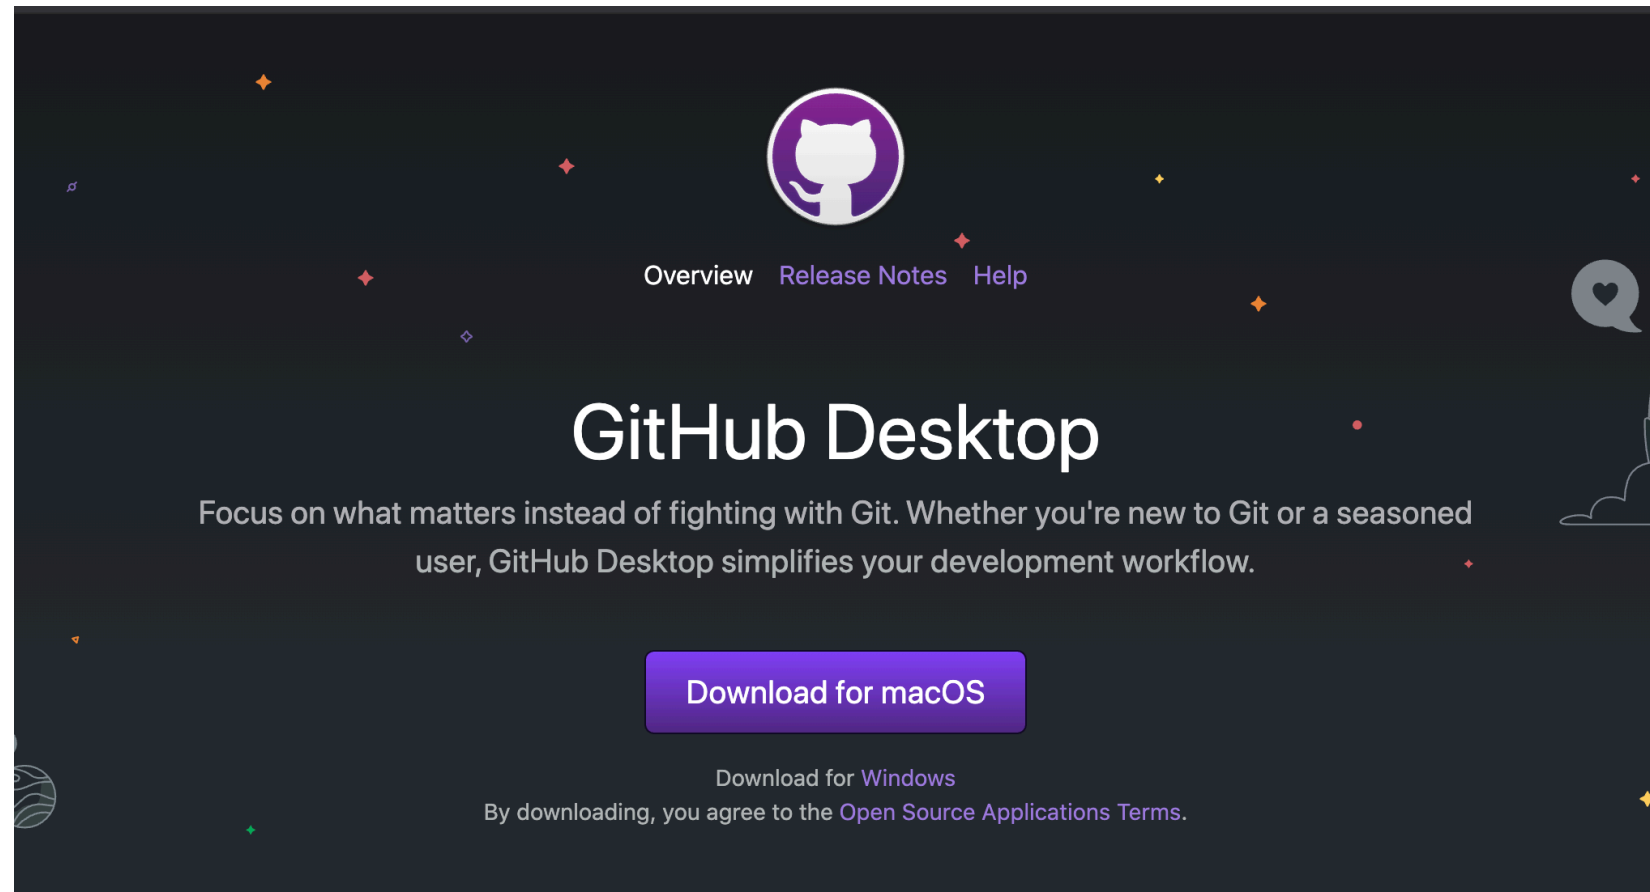 Overview Release Notes Help
GitHub Desktop
Focus on what matters instead of fighting with Git. Whether you're new to Git or a seasoned
user, GitHub Desktop simplifies your development workflow.
Download for macOS
Download for Windows
By downloading, you agree to the Open Source Applications Terms.